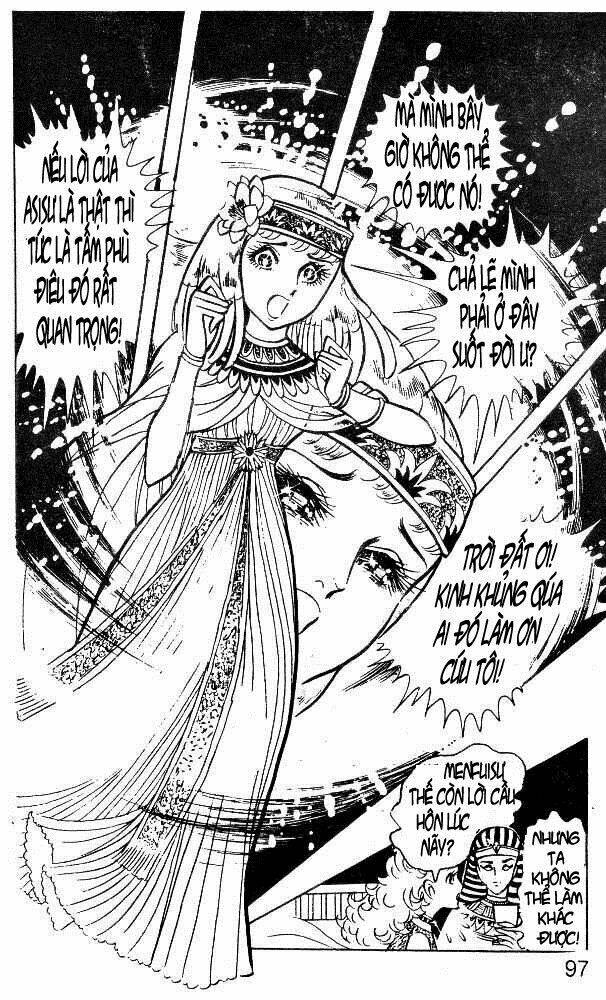 NẾU LỜI CỦA
ASISƯ LÀ THẬT THÌ
TỨC LÀ TẤM PHÙ
ĐIÊU ĐÓ RẤT
QUAN TRỌNG!
MÀ MÌNH BÂY
GIỜ KHÔNG THỂ
CÓ ĐƯỢC NÓ!
CHẢ LẼ MÌNH
PHẢI Ở ĐÂY
SUỐT ĐỜI Ư?
TRỜI ĐẤT ƠI!
KINH KHỦNG QÚA
AI ĐÓ LÀM ƠN
CỨU TÔI!
MENFUISƯ
THẾ CÒN LỜI CẦU
HÔN LÚC
NÃY?
NHƯNG
TA
KHÔNG
THỂ LÀM
KHÁC
ĐƯỢC!
97